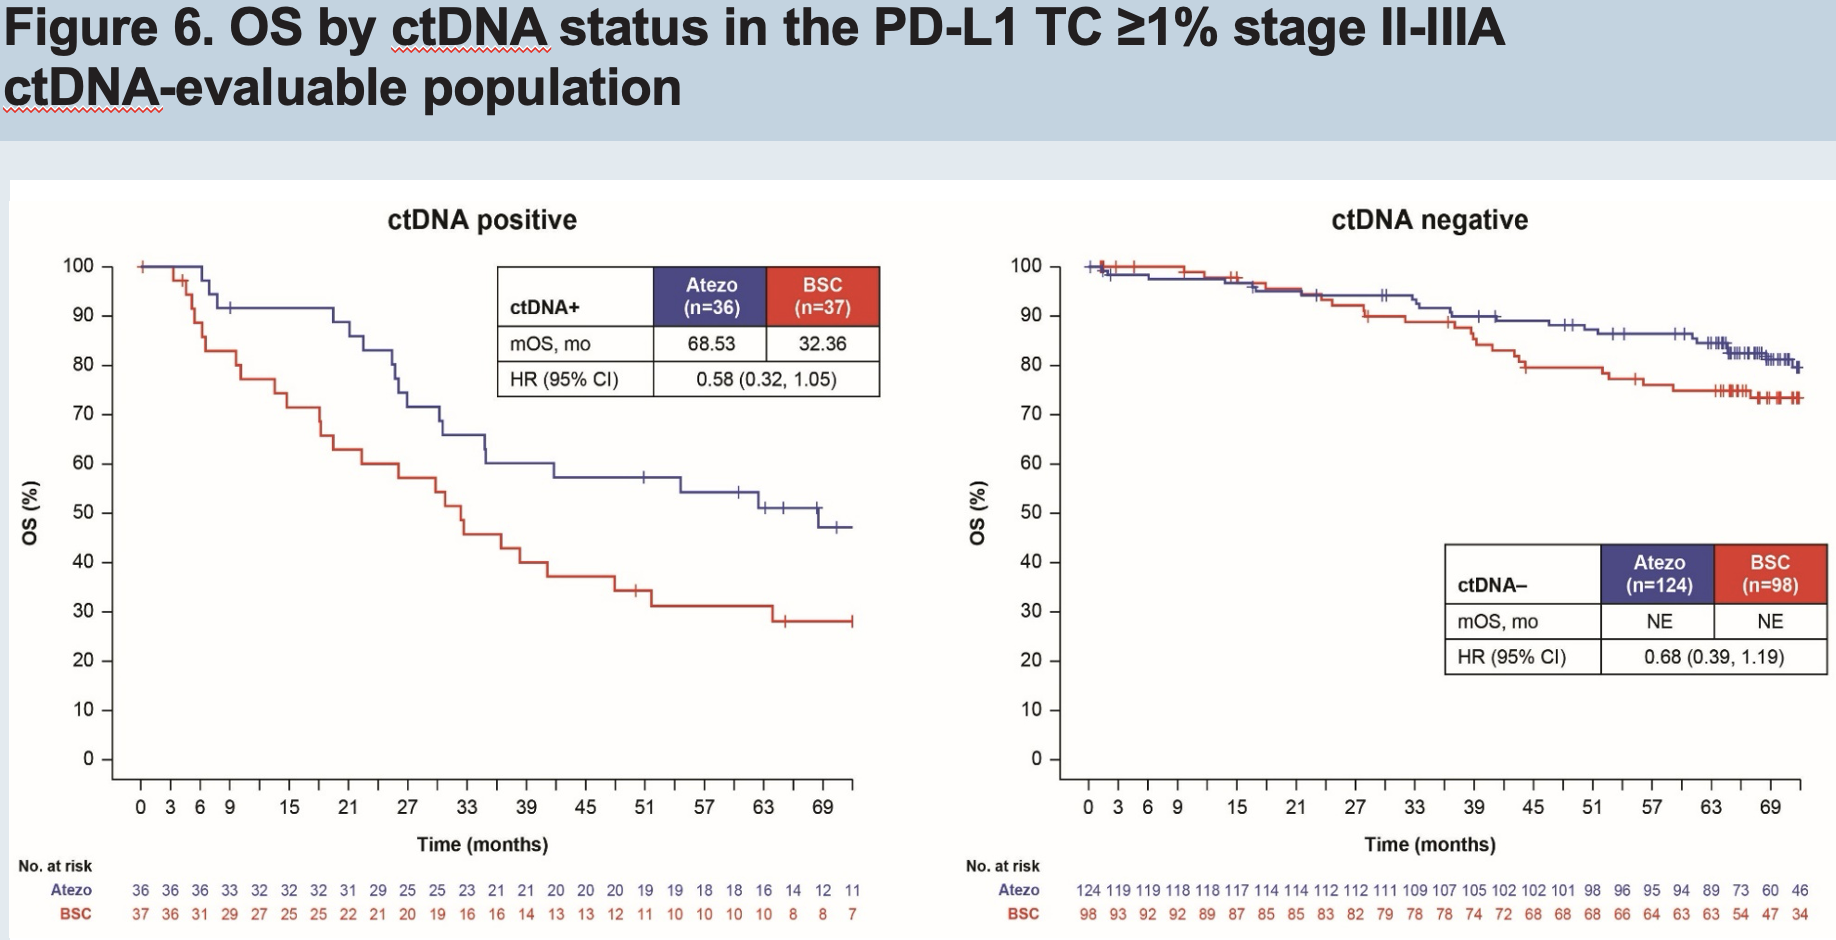 Figure 6. OS by ctDNA status in the PD-L1 TC ≥1% stage II-IIIA
ctDNA-evaluable population
ctDNA positive
100
90
80
70
60
50
40
30
20
10
0
OS (%)
ctDNA+ Atezo (n=36) BSC (n=37)
mOS, mo 68.53 32.36
HR (95% CI) 0.58 (0.32, 1.05)
0 3 6 9 15 21 27 33 39 45 51 57 63 69
Time (months)
No. at risk
Atezo 36 36 36 33 32 32 32 31 29 25 25 23 21 21 20 20 20 19 19 18 18 16 14 12 11
BSC 37 36 31 29 27 25 25 22 21 20 19 16 16 14 13 13 12 11 10 10 10 10 8 8 7
ctDNA negative
100
90
80
70
60
50
40
30
20
10
0
OS (%)
ctDNA– Atezo (n=124) BSC (n=98)
mOS, mo NE NE
HR (95% CI) 0.68 (0.39, 1.19)
0 3 6 9 15 21 27 33 39 45 51 57 63 69
Time (months)
No. at risk
Atezo 124 119 119 118 118 117 114 114 112 112 111 109 107 105 102 102 101 98 96 95 94 89 73 60 46
BSC 98 93 92 92 89 87 85 85 83 82 79 78 78 74 72 68 68 68 66 64 63 63 54 47 34